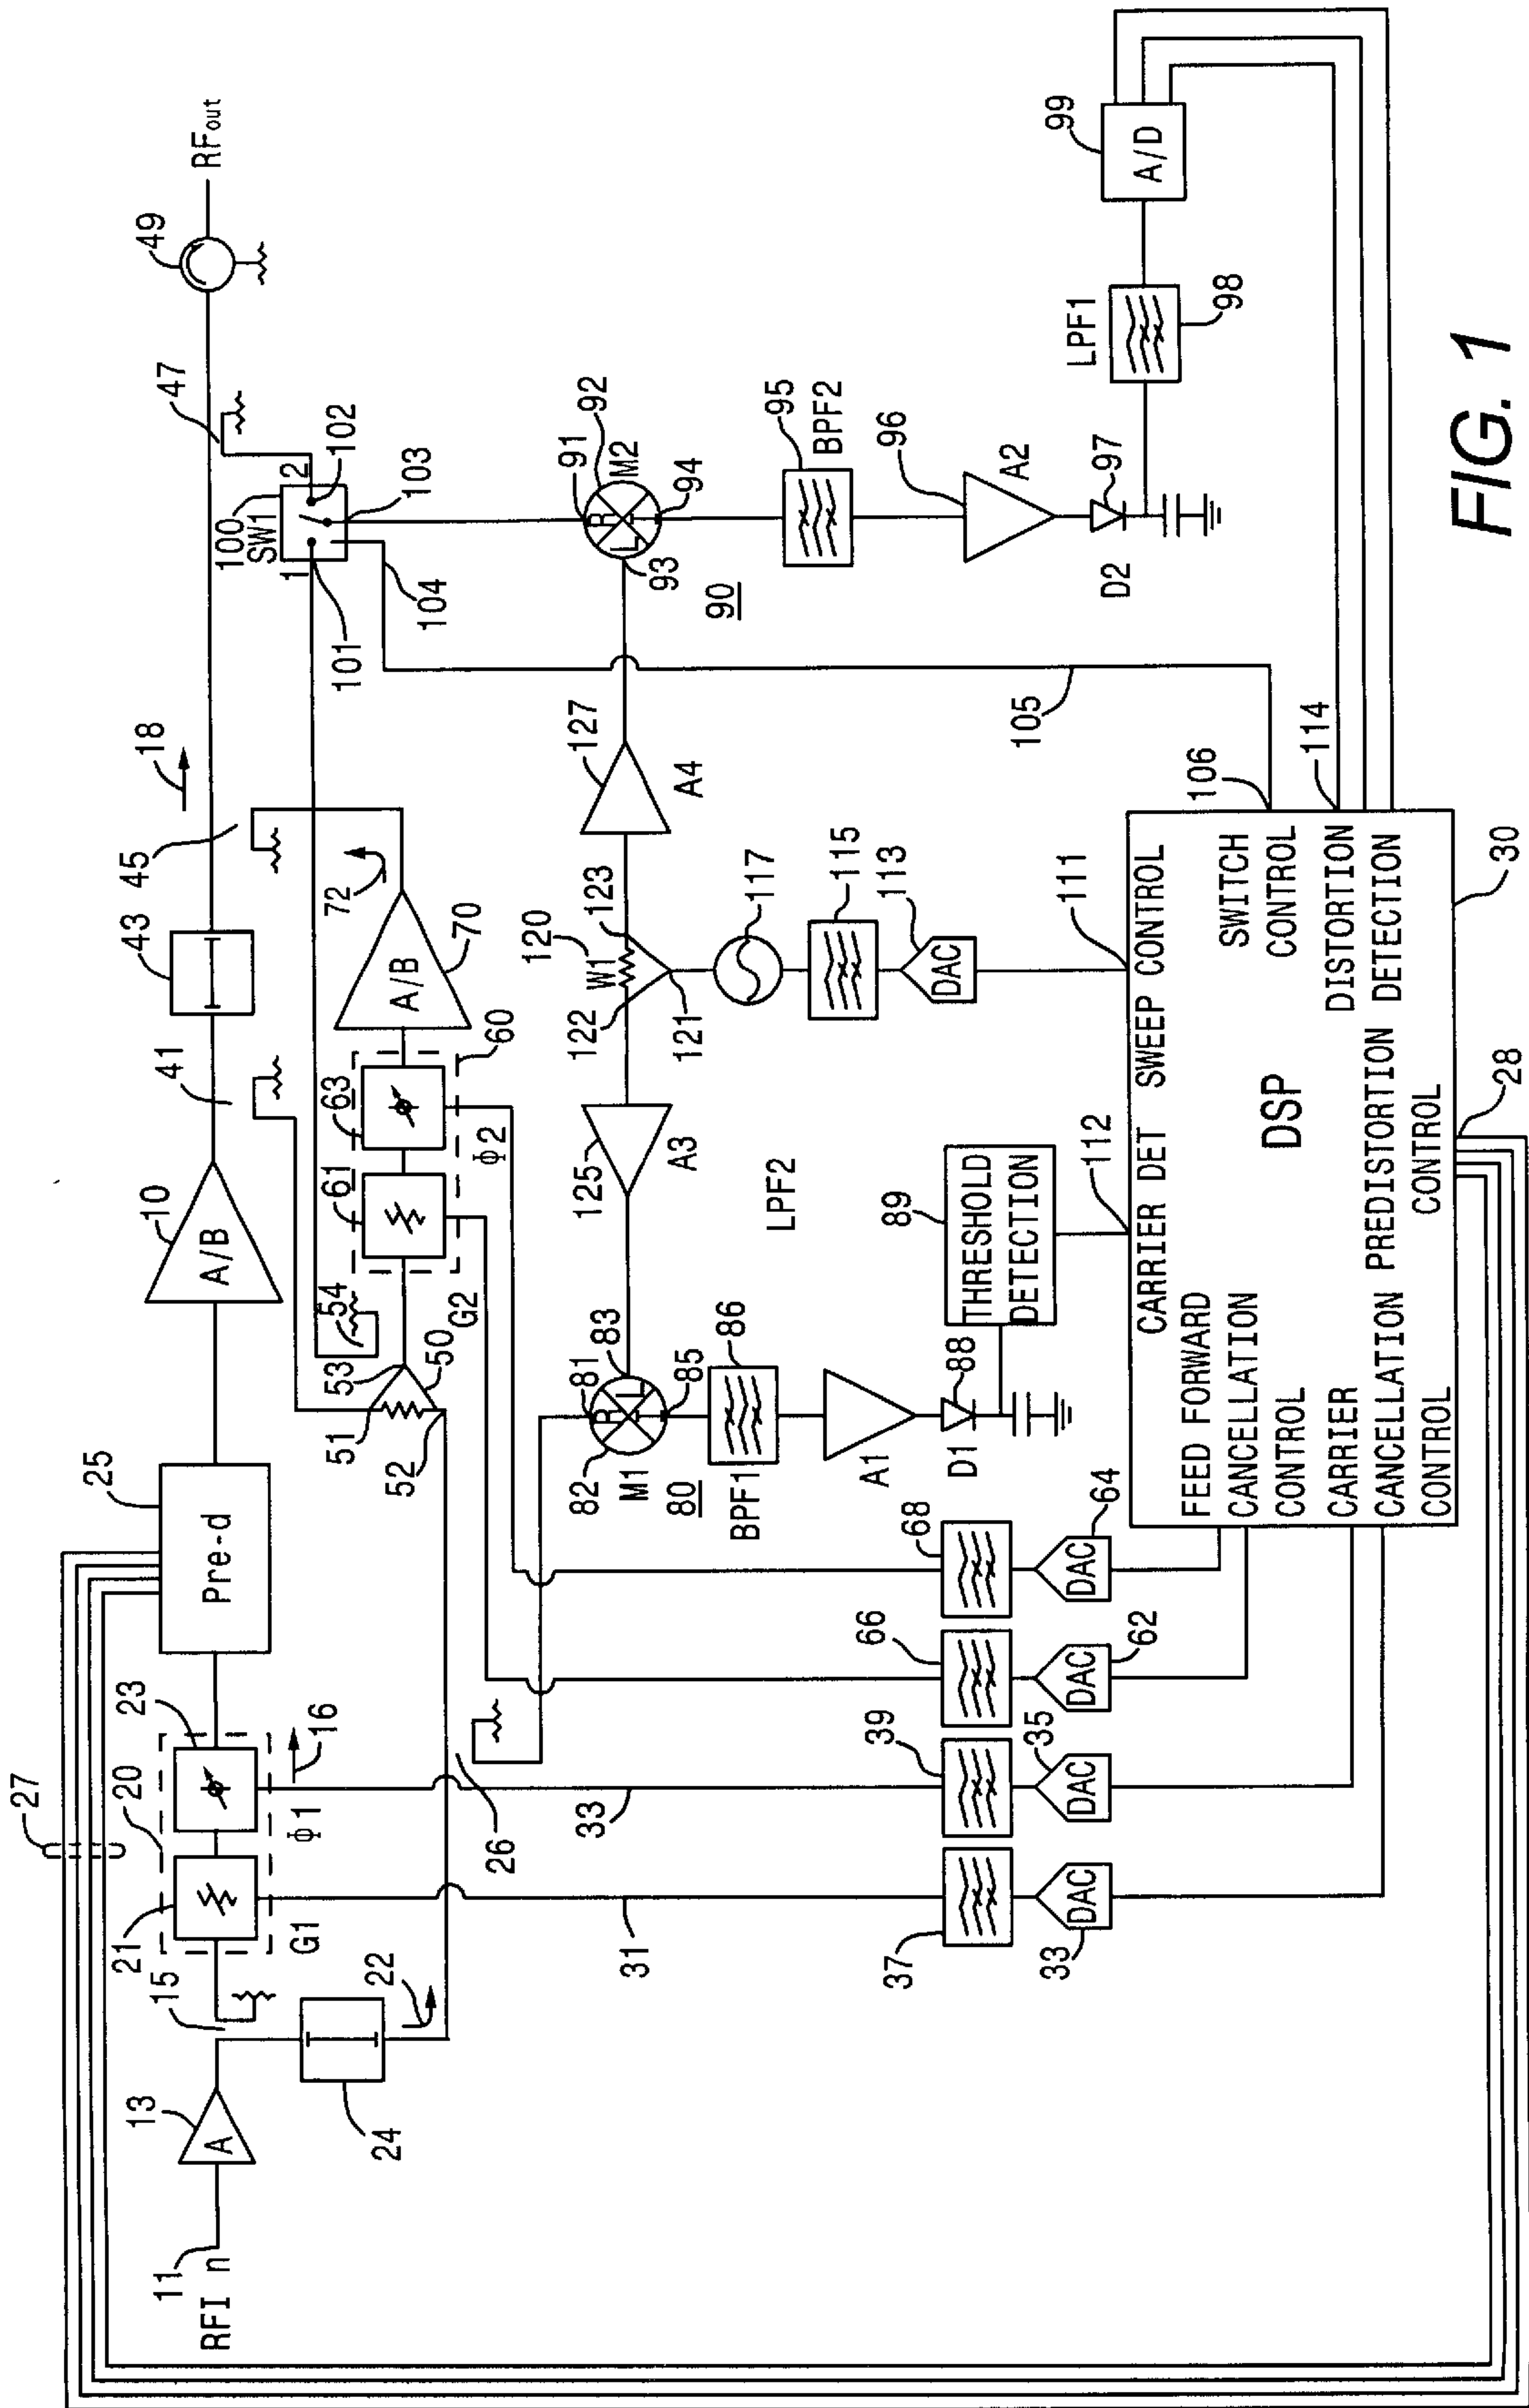 27
21
20
23
25
Pre-d
10
A/B
41
43
45
18
47
49
RFout
11
RFI n
13
A
15
G1
Φ1
16
22
24
26
31
33
51
52
53
54
50
G2
61
63
60
Φ2
A/B
70
72
100
SW1
1
2
101
102
103
104
105
82
81
M1
83
85
80
BPF1
86
A1
D1
88
LPF2
A3
125
122
W1
120
123
121
117
115
113
DAC
127
A4
90
93
91
92
M2
94
R
L
R
L
95
BPF2
96
A2
D2
97
LPF1
98
99
A/D
89
THRESHOLD
DETECTION
37
39
66
68
33
DAC
35
DAC
62
DAC
64
DAC
112
111
106
114
CARRIER DET
SWEEP CONTROL
FEED FORWARD
CANCELLATION
CONTROL
CARRIER
CANCELLATION
CONTROL
DSP
SWITCH
CONTROL
DISTORTION
DETECTION
PREDISTORTION
CONTROL
28
30
FIG. 1